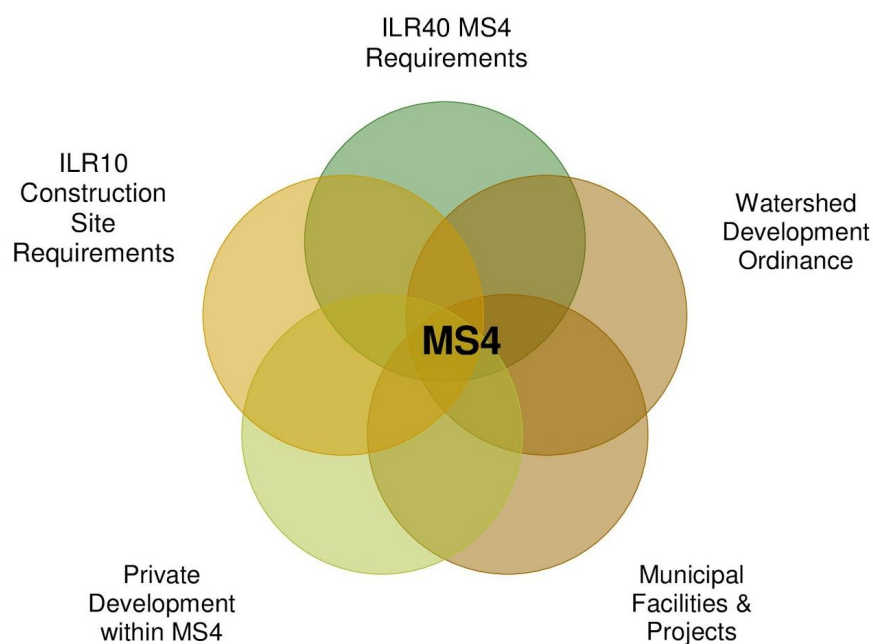 ILR40 MS4
Requirements
ILR10
Construction
Site
Requirements
Watershed
Development
Ordinance
MS4
Private
Development
within MS4
Municipal
Facilities &
Projects